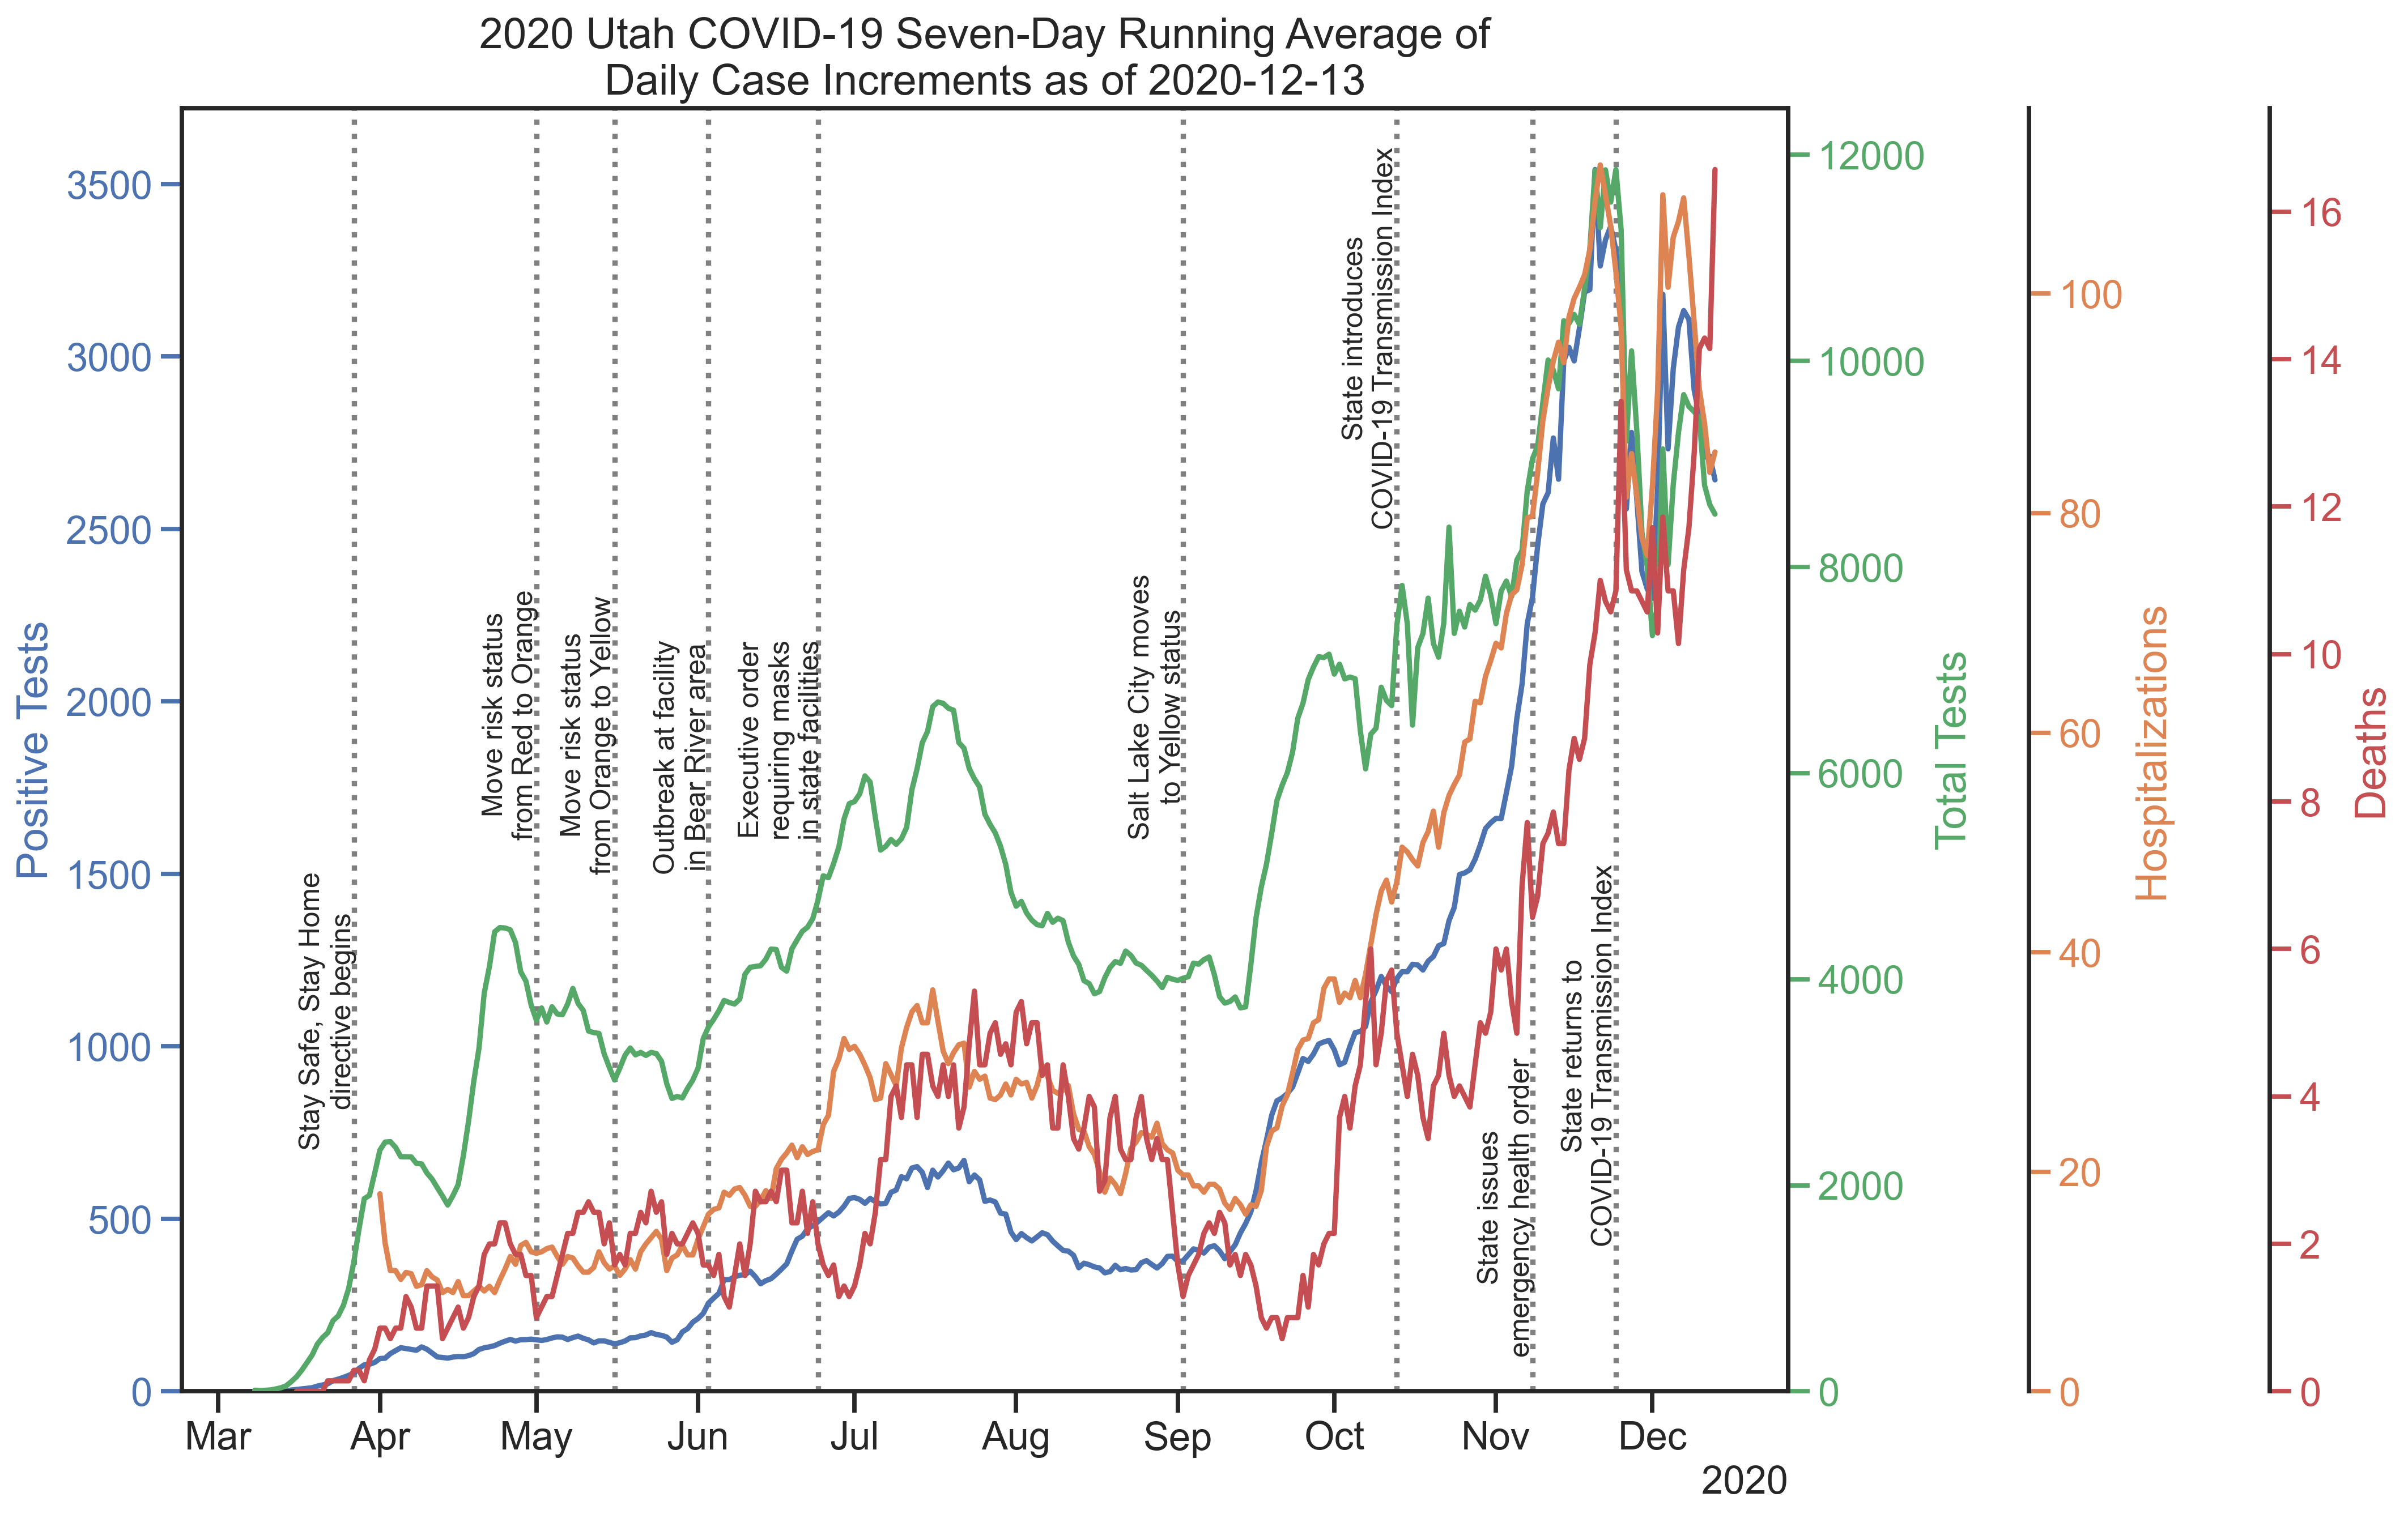 2020 Utah COVID-19 Seven-Day Running Average of
Daily Case Increments as of 2020-12-13
Positive Tests
3500
3000
2500
2000
1500
1000
500
0
Stay Safe, Stay Home
directive begins
Move risk status
from Red to Orange
Move risk status
from Orange to Yellow
Outbreak at facility
in Bear River area
Executive order
requiring masks
in state facilities
Salt Lake City moves
to Yellow status
State introduces
COVID-19 Transmission Index
State issues
emergency health order
State returns to
COVID-19 Transmission Index
12000
10000
8000
6000
4000
2000
0
Total Tests
100
80
60
40
20
0
Hospitalizations
16
14
12
10
8
6
4
2
0
Deaths
Mar
Apr
May
Jun
Jul
Aug
Sep
Oct
Nov
Dec
2020